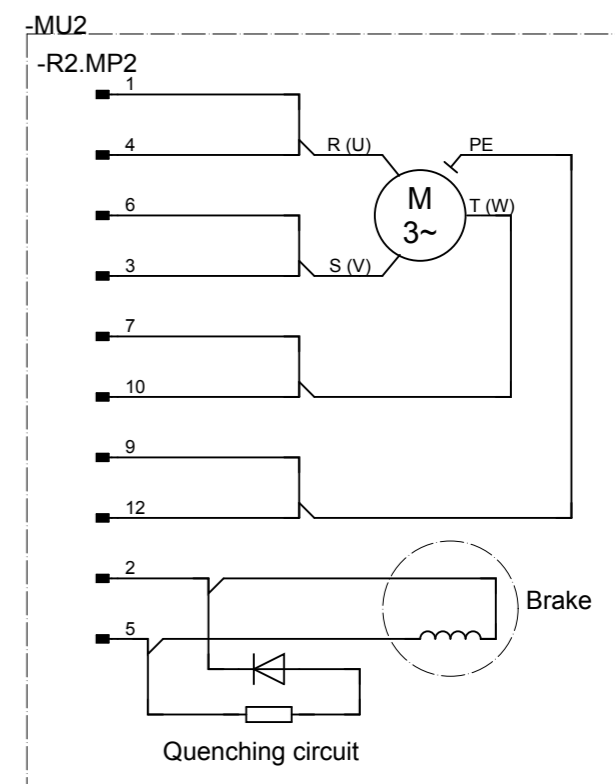 -MU2
-R2.MP2
1
4
R (U)
PE
M
3~
T (W)
6
3
S (V)
7
10
9
12
2
5
Brake
Quenching circuit